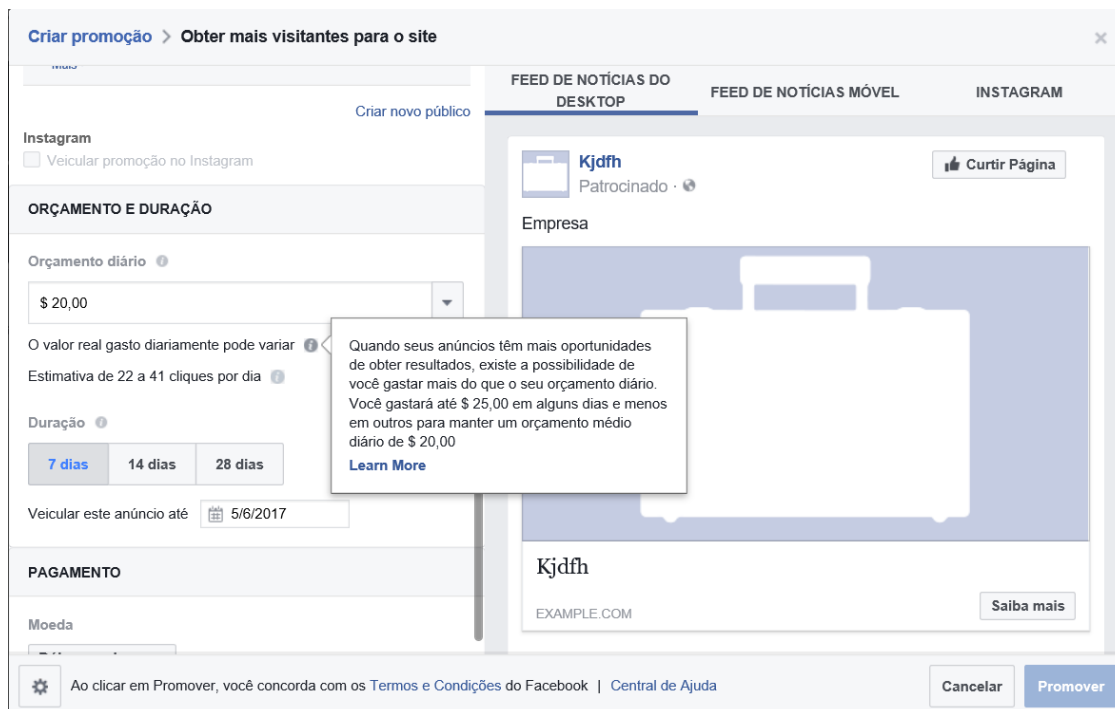 Criar promoção > Obter mais visitantes para o site
Mais
Criar novo público
Instagram
Veicular promoção no Instagram
ORÇAMENTO E DURAÇÃO
Orçamento diário
$ 20,00
O valor real gasto diariamente pode variar
Estimativa de 22 a 41 cliques por dia
Quando seus anúncios têm mais oportunidades
de obter resultados, existe a possibilidade de
você gastar mais do que o seu orçamento diário.
Você gastará até $ 25,00 em alguns dias e menos
em outros para manter um orçamento médio
diário de $ 20,00
Learn More
Duração
7 dias 14 dias 28 dias
Veicular este anúncio até 5/6/2017
PAGAMENTO
Moeda
FEED DE NOTÍCIAS DO
DESKTOP
FEED DE NOTÍCIAS MÓVEL
INSTAGRAM
Kjdfh
Patrocinado ·
Curtir Página
Empresa
Kjdfh
EXAMPLE.COM
Saiba mais
Ao clicar em Promover, você concorda com os Termos e Condições do Facebook | Central de Ajuda
Cancelar
Promover